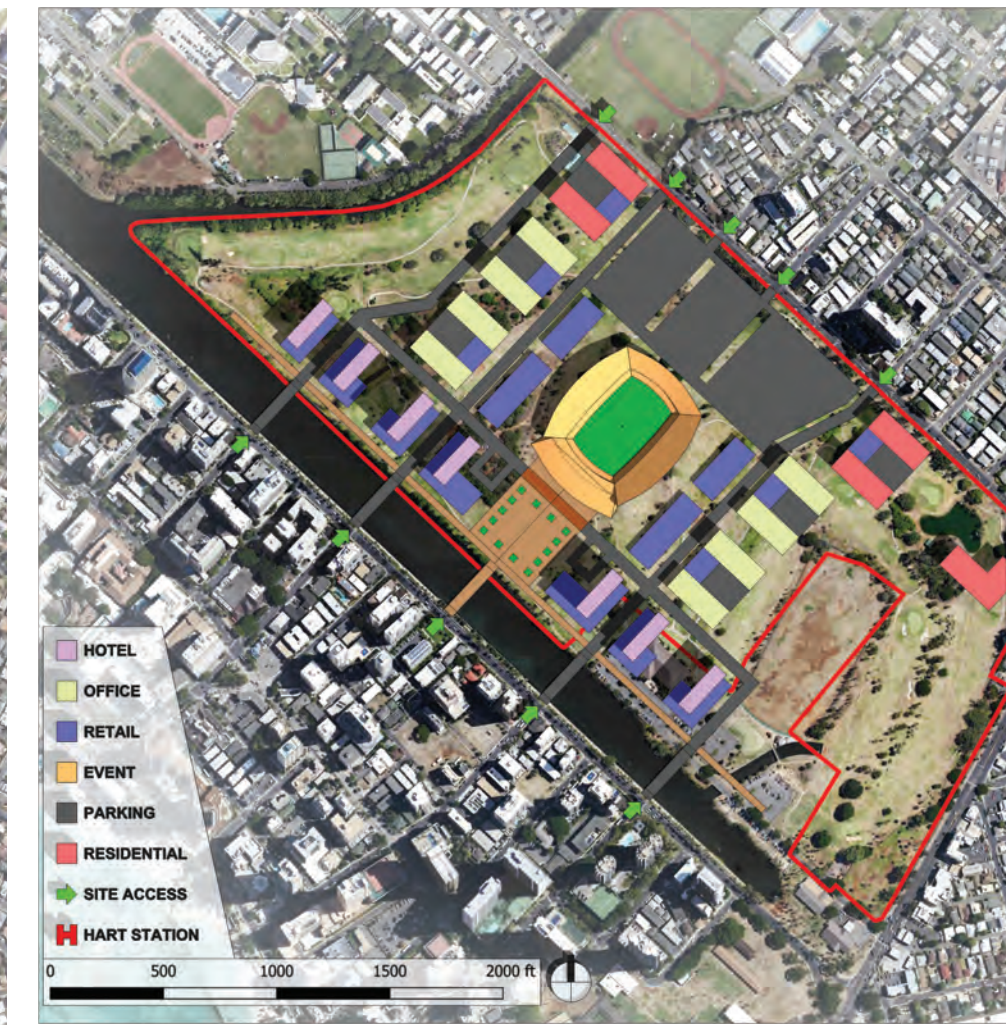 HOTEL
OFFICE
RETAIL
EVENT
PARKING
RESIDENTIAL
SITE ACCESS
HART STATION
0 500 1000 1500 2000 ft